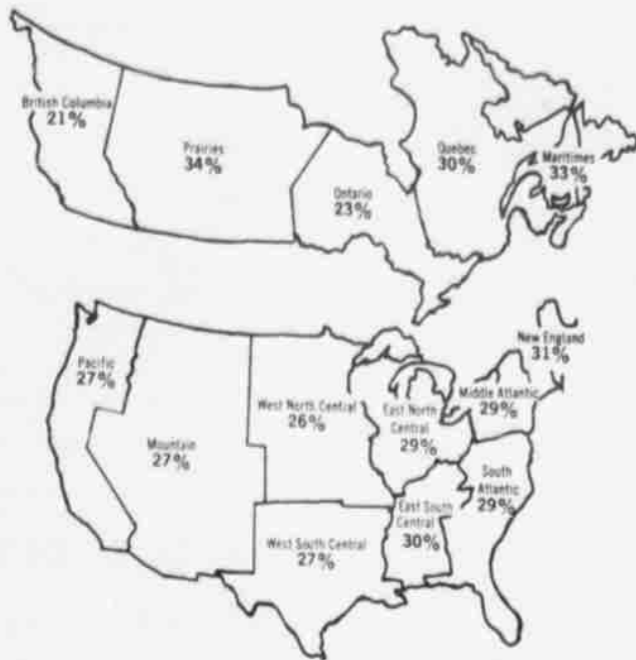 British Columbia
21%
Prairies
34%
Ontario
23%
Quebec
30%
Maritimes
33%
Pacific
27%
Mountain
27%
West North Central
26%
East North
Central
29%
New England
31%
Middle Atlantic
29%
South
Atlantic
29%
East South
Central
30%
West South Central
27%